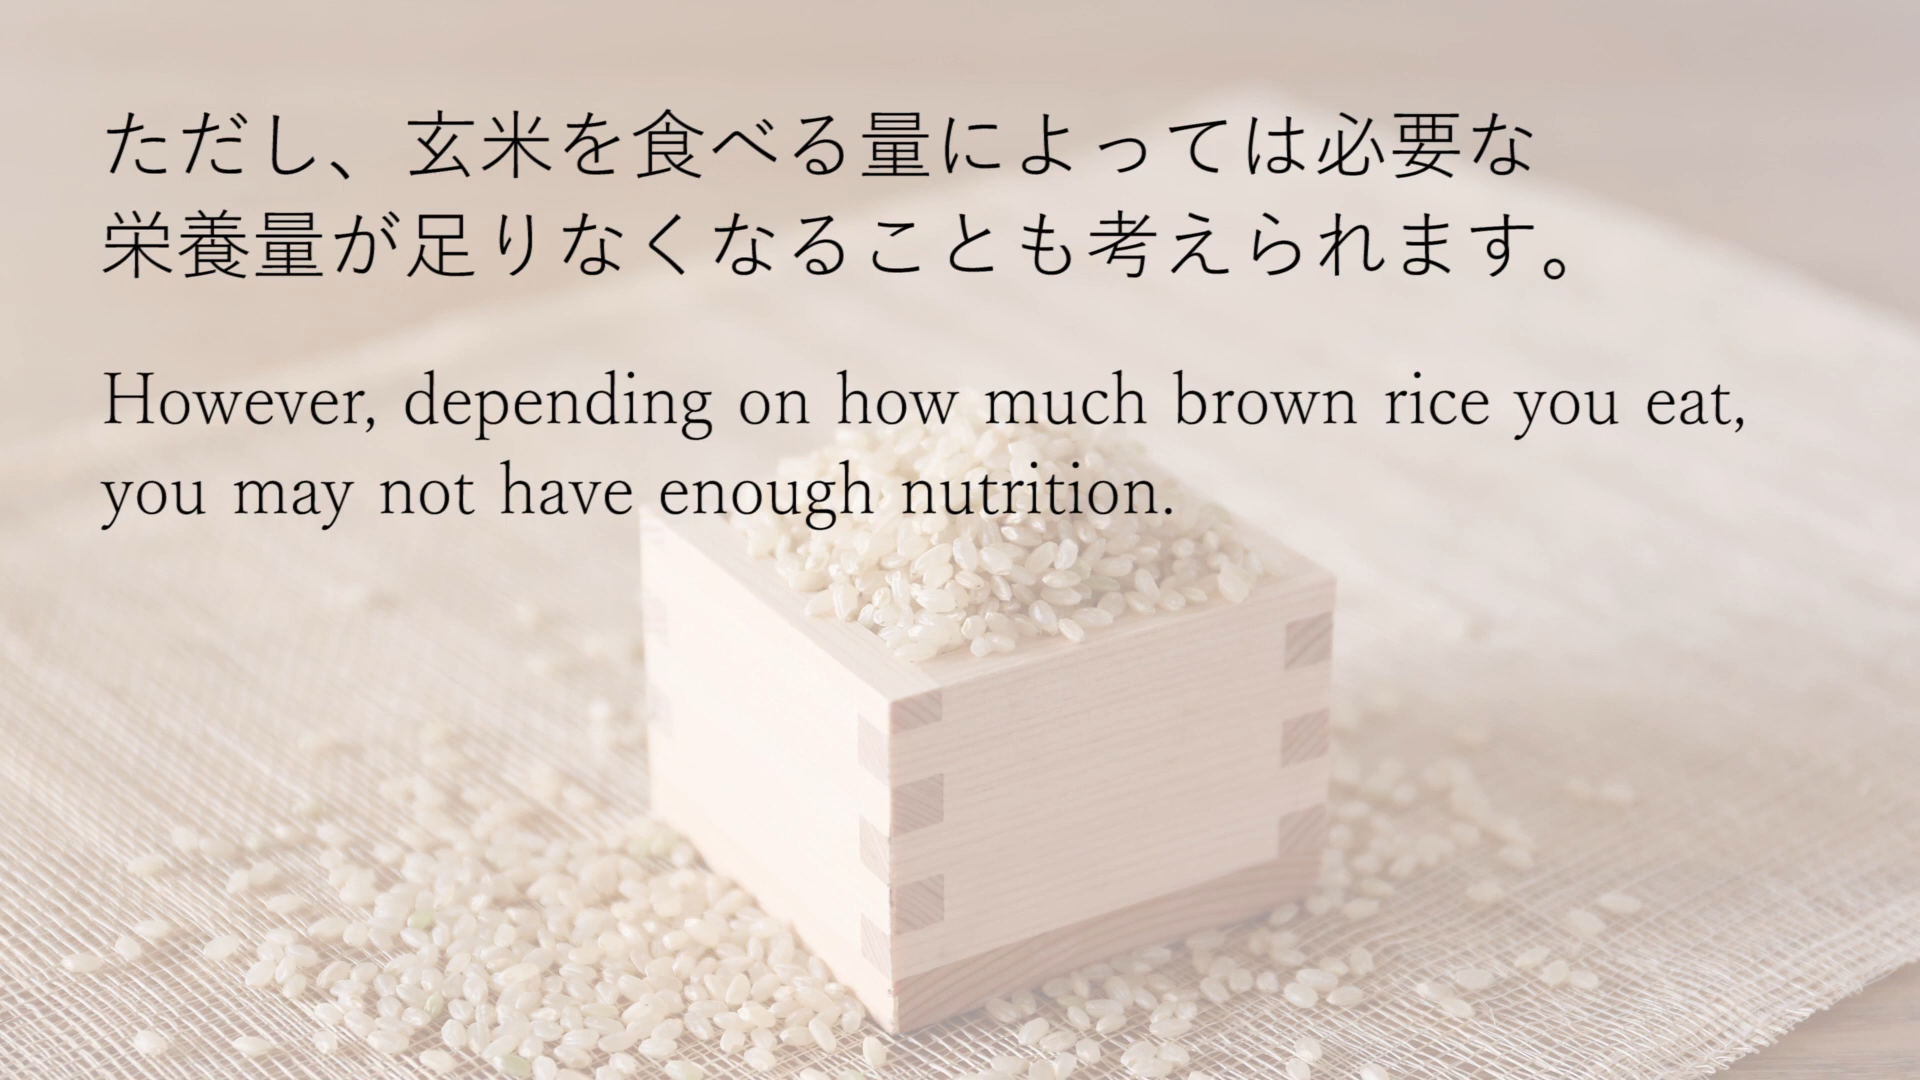 ただし、玄米を食べる量によっては必要な
栄養量が足りなくなることも考えられます。
However, depending on how much brown rice you eat,
you may not have enough nutrition.